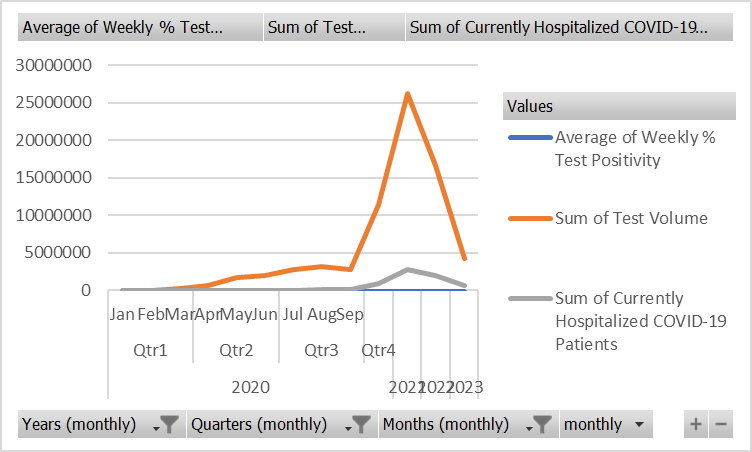 Average of Weekly % Test... Sum of Test... Sum of Currently Hospitalized COVID-19...
30000000
25000000
20000000
15000000
10000000
5000000
0
Values
Average of Weekly %
Test Positivity
Sum of Test Volume
Sum of Currently
Hospitalized COVID-19
Patients
Jan Feb Mar Apr May Jun Jul Aug Sep
Qtr1 Qtr2 Qtr3 Qtr4
2020 2021 2022 2023
Years (monthly) Quarters (monthly) Months (monthly) monthly + −